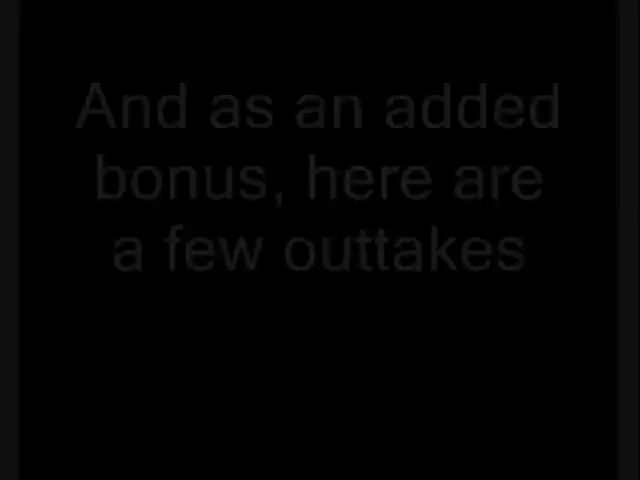 And as an added
bonus, here are
a few outtakes